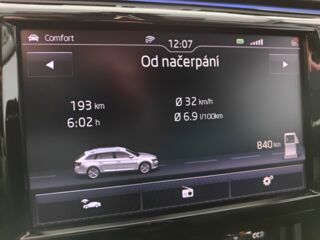 Comfort
12:07
Od načerpání
193 km
6:02 h
Ø 32 km/h
Ø 6.9 l/100km
840 km